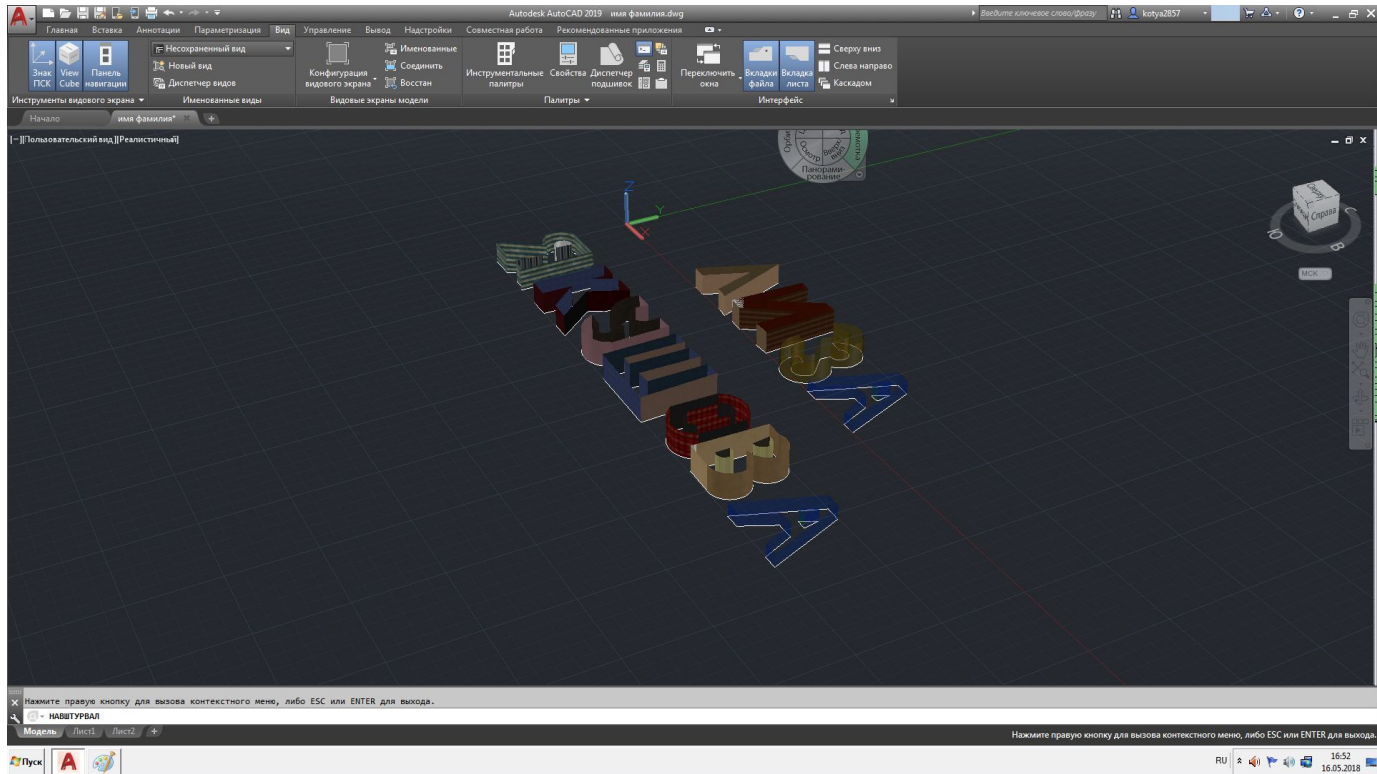 Autodesk AutoCAD 2019 имя фамилия.dwg
Введите ключевое слово/фразу
kotya2857
Главная Вставка Аннотации Параметризация Вид Управление Вывод Надстройки Совместная работа Рекомендованные приложения
Знак ПСК
View Cube
Панель навигации
Несохраненный вид
Новый вид
Диспетчер видов
Конфигурация видового экрана
Именованные
Соединить
Восстан
Инструментальные палитры
Свойства
Диспетчер подшивок
Переключить окна
Вкладки файла
Вкладка листа
Сверху вниз
Слева направо
Каскадом
Инструменты видового экрана Именованные виды Видовые экраны модели Палитры Интерфейс
Начало имя фамилия* +
[–][Пользовательский вид][Реалистичный]
Осмотр
Вверх/вниз
Панорами-
рование
Z
Y
X
Справа
Ю
В
С
МСК
Нажмите правую кнопку для вызова контекстного меню, либо ESC или ENTER для выхода.
НАВШТУРВАЛ
Модель Лист1 Лист2 +
Нажмите правую кнопку для вызова контекстного меню, либо ESC или ENTER для выхода.
Пуск
RU
16:52
16.05.2018